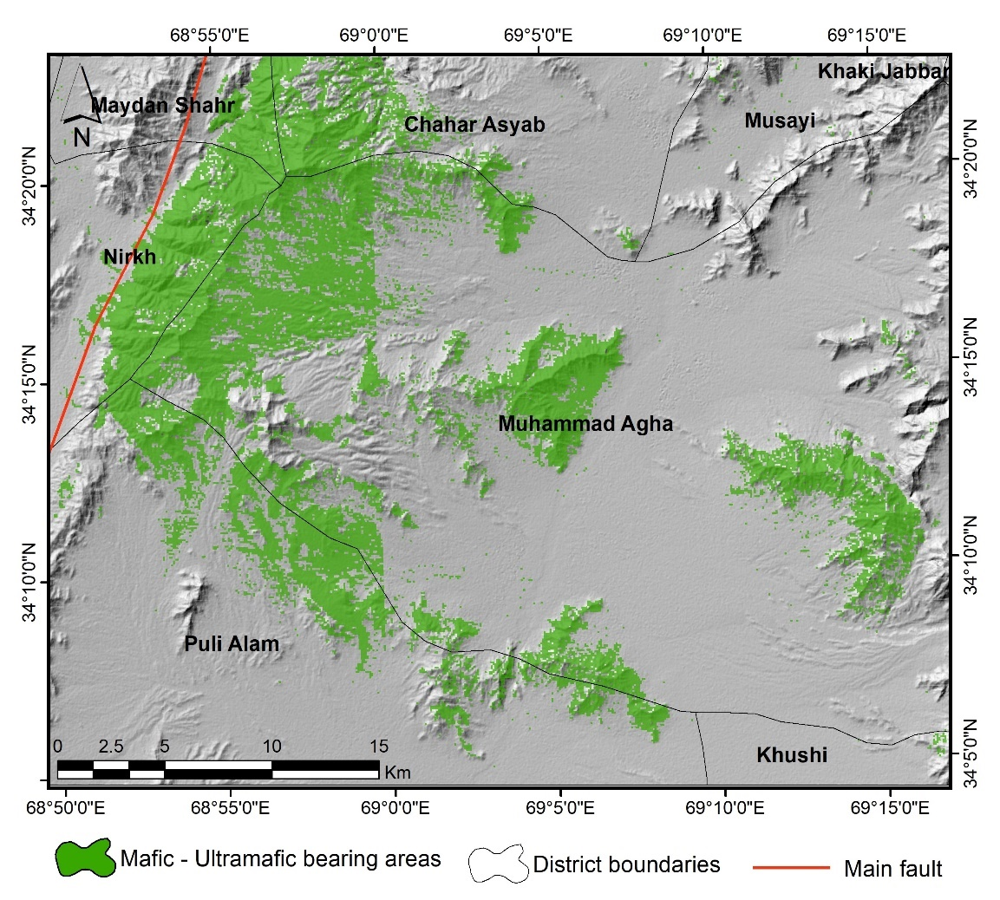 68°55'0"E 69°0'0"E 69°5'0"E 69°10'0"E 69°15'0"E
Khaki Jabbar
Maydan Shahr
Musayi
Chahar Asyab
N
34°20'0"N
34°20'0"N
Nirkh
34°15'0"N
34°15'0"N
Muhammad Agha
34°10'0"N
34°10'0"N
Puli Alam
0 2.5 5 10 15
Km
Khushi
34°5'0"N
68°50'0"E 68°55'0"E 69°0'0"E 69°5'0"E 69°10'0"E 69°15'0"E
Mafic - Ultramafic bearing areas
District boundaries
Main fault